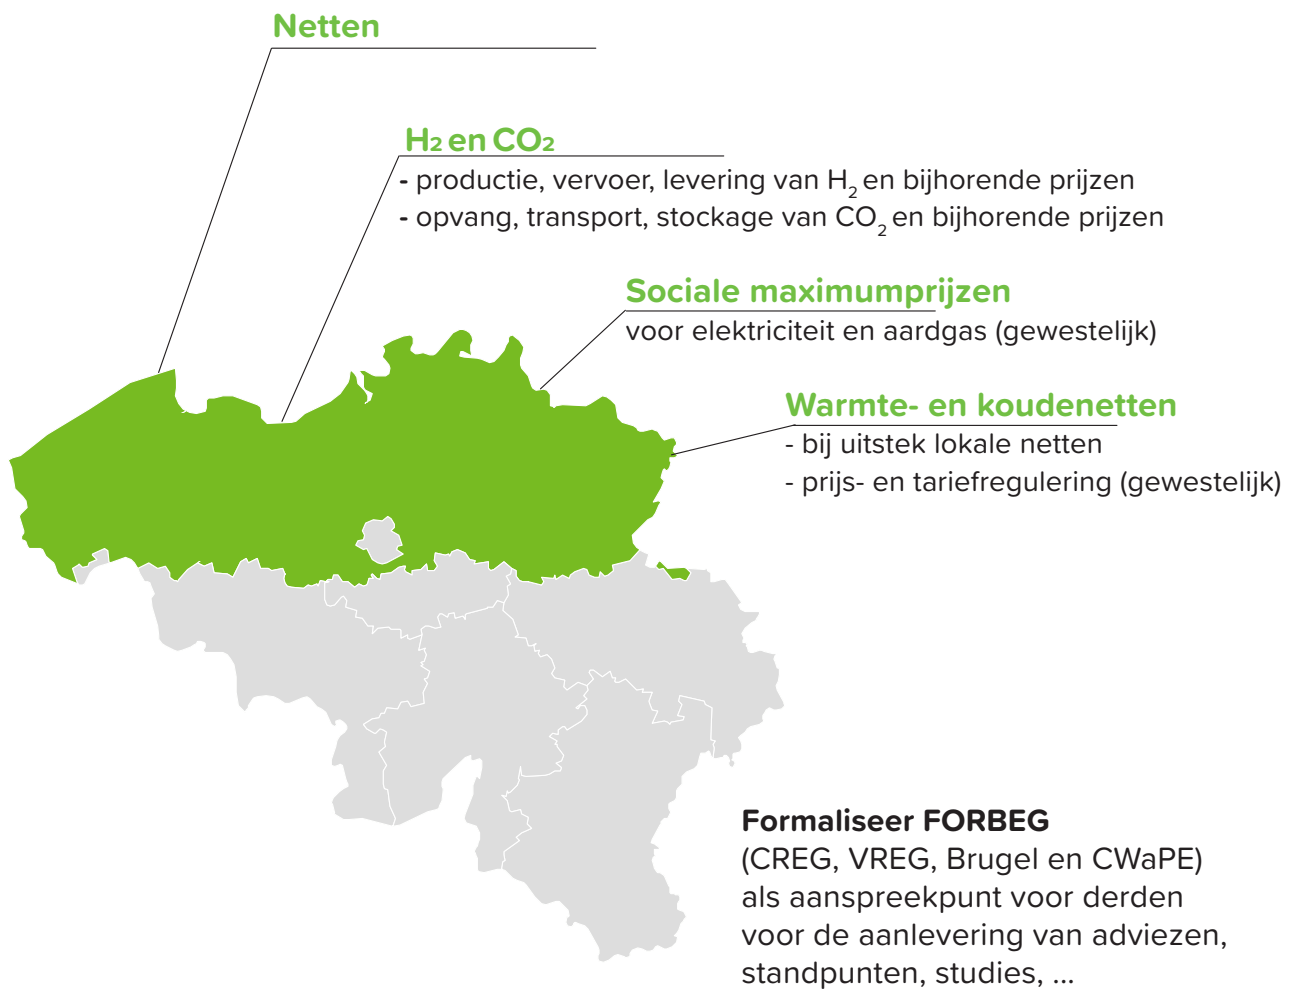 Netten
H₂ en CO₂
- productie, vervoer, levering van H₂ en bijhorende prijzen
- opvang, transport, stockage van CO₂ en bijhorende prijzen
Sociale maximumprijzen
voor elektriciteit en aardgas (gewestelijk)
Warmte- en koudenetten
- bij uitstek lokale netten
- prijs- en tariefregulering (gewestelijk)
Formaliseer FORBEG
(CREG, VREG, Brugel en CWaPE)
als aanspreekpunt voor derden
voor de aanlevering van adviezen,
standpunten, studies, ...